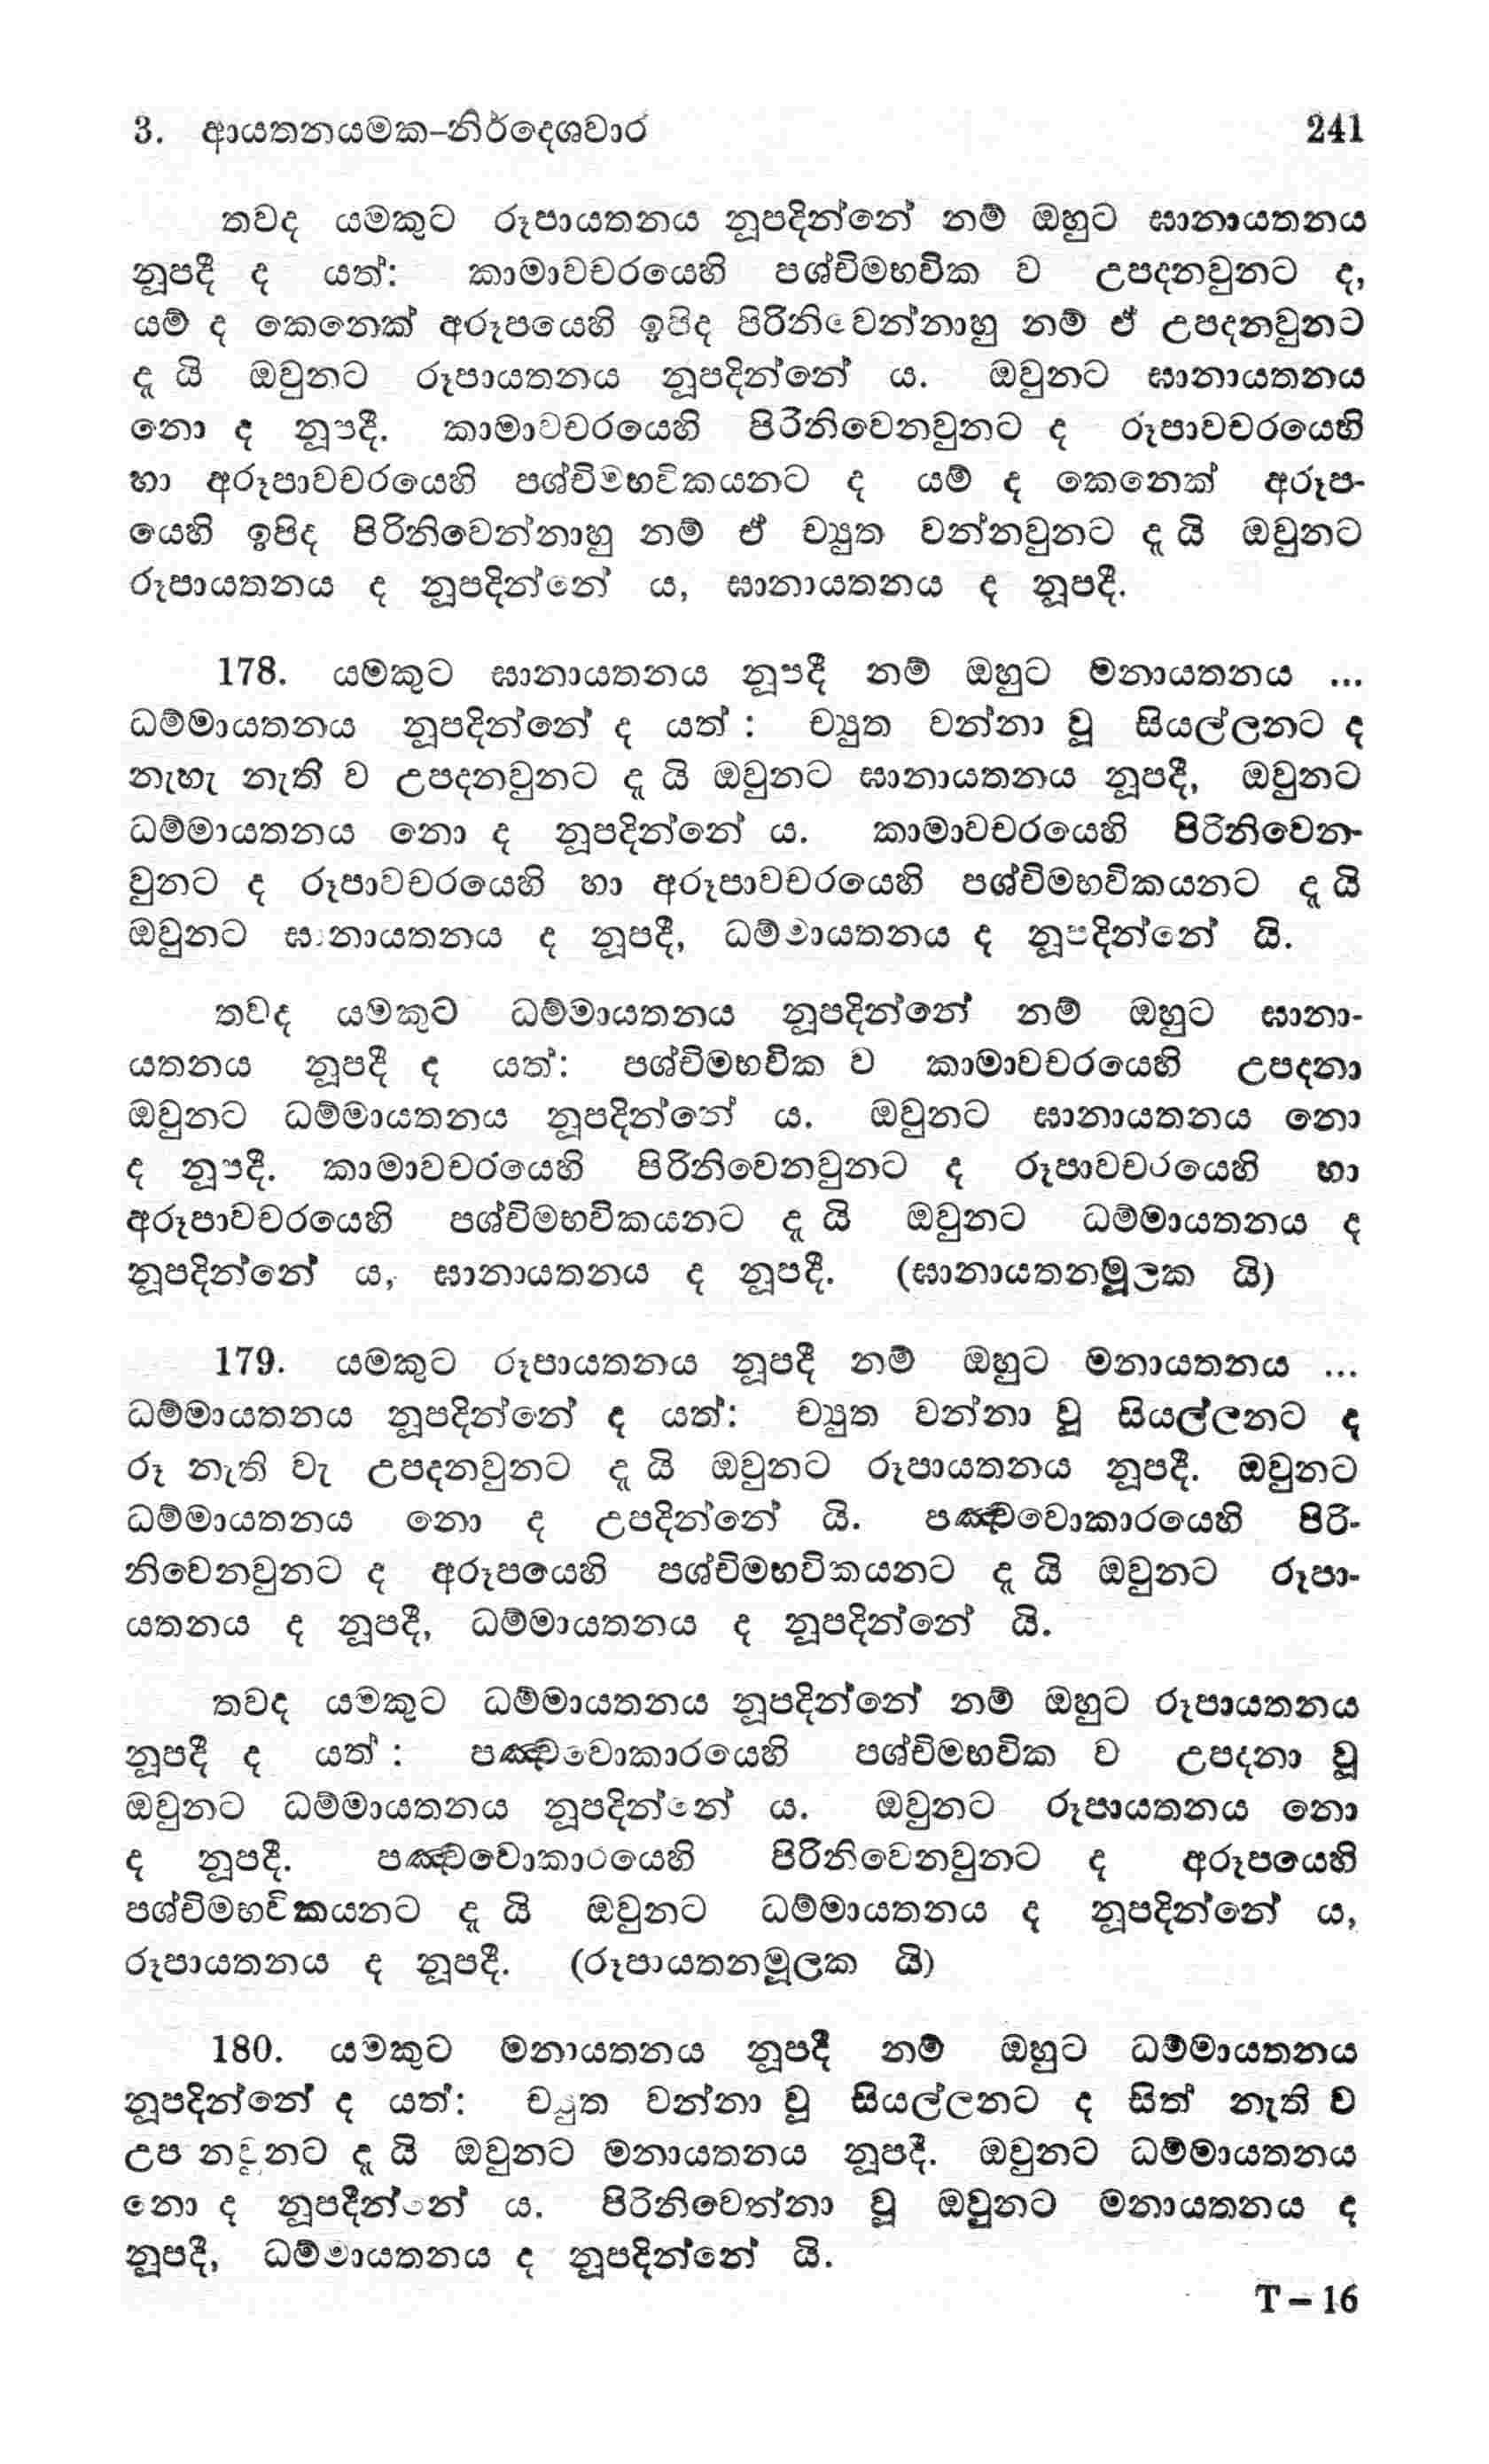 3. ආයතනයමක–නිර්දෙශවාර 241
තවද යමකුට රූපායතනය නූපදින්නේ නම් ඔහුට ඝානායතනය
නූපදී ද යත්: කාමාවචරයෙහි පශ්චිමභවික ව උපදනවුනට ද,
යම් ද කෙනෙක් අරූපයෙහි ඉපිද පිරිනිවෙන්නාහු නම් ඒ උපදනවුනට
දැ යි ඔවුනට රූපායතනය නූපදින්නේ ය. ඔවුනට ඝානායතනය
නො ද නූපදී. කාමාවචරයෙහි පිරිනිවෙනවුනට ද රූපාවචරයෙහි
හා අරූපාවචරයෙහි පශ්චිමභවිකයනට ද යම් ද කෙනෙක් අරූප-
යෙහි ඉපිද පිරිනිවෙන්නාහු නම් ඒ ච්‍යුත වන්නවුනට දැ යි ඔවුනට
රූපායතනය ද නූපදින්නේ ය, ඝානායතනය ද නූපදී.
178. යමකුට ඝානායතනය නූපදී නම් ඔහුට මනායතනය ...
ධම්මායතනය නූපදින්නේ ද යත් : ච්‍යුත වන්නා වූ සියල්ලනට ද
නැහැ නැති ව උපදනවුනට දැ යි ඔවුනට ඝානායතනය නූපදී, ඔවුනට
ධම්මායතනය නො ද නූපදින්නේ ය. කාමාවචරයෙහි පිරිනිවෙන-
වුනට ද රූපාවචරයෙහි හා අරූපාවචරයෙහි පශ්චිමභවිකයනට දැ යි
ඔවුනට ඝානායතනය ද නූපදී, ධම්මායතනය ද නූපදින්නේ යි.
තවද යමකුට ධම්මායතනය නූපදින්නේ නම් ඔහුට ඝානා-
යතනය නූපදී ද යත්: පශ්චිමභවික ව කාමාවචරයෙහි උපදනා
ඔවුනට ධම්මායතනය නූපදින්නේ ය. ඔවුනට ඝානායතනය නො
ද නූපදී. කාමාවචරයෙහි පිරිනිවෙනවුනට ද රූපාවචරයෙහි හා
අරූපාවචරයෙහි පශ්චිමභවිකයනට දැ යි ඔවුනට ධම්මායතනය ද
නූපදින්නේ ය, ඝානායතනය ද නූපදී. (ඝානායතනමූලක යි)
179. යමකුට රූපායතනය නූපදී නම් ඔහුට මනායතනය ...
ධම්මායතනය නූපදින්නේ ද යත්: ච්‍යුත වන්නා වූ සියල්ලනට ද
රූ නැති වැ උපදනවුනට දැ යි ඔවුනට රූපායතනය නූපදී. ඔවුනට
ධම්මායතනය නො ද උපදින්නේ යි. පඤ්චවොකාරයෙහි පිරි-
නිවෙනවුනට ද අරූපයෙහි පශ්චිමභවිකයනට දැ යි ඔවුනට රූපා-
යතනය ද නූපදී, ධම්මායතනය ද නූපදින්නේ යි.
තවද යමකුට ධම්මායතනය නූපදින්නේ නම් ඔහුට රූපායතනය
නූපදී ද යත් : පඤ්චවොකාරයෙහි පශ්චිමභවික ව උපදනා වූ
ඔවුනට ධම්මායතනය නූපදින්නේ ය. ඔවුනට රූපායතනය නො
ද නූපදී. පඤ්චවොකාරයෙහි පිරිනිවෙනවුනට ද අරූපයෙහි
පශ්චිමභවිකයනට දැ යි ඔවුනට ධම්මායතනය ද නූපදින්නේ ය,
රූපායතනය ද නූපදී. (රූපායතනමූලක යි)
180. යමකුට මනායතනය නූපදී නම් ඔහුට ධම්මායතනය
නූපදින්නේ ද යත්: ච්‍යුත වන්නා වූ සියල්ලනට ද සිත් නැති ව
උප නවුනට දැ යි ඔවුනට මනායතනය නූපදී. ඔවුනට ධම්මායතනය
නො ද නූපදීන්නේ ය. පිරිනිවෙන්නා වූ ඔවුනට මනායතනය ද
නූපදී, ධම්මායතනය ද නූපදින්නේ යි.
T – 16